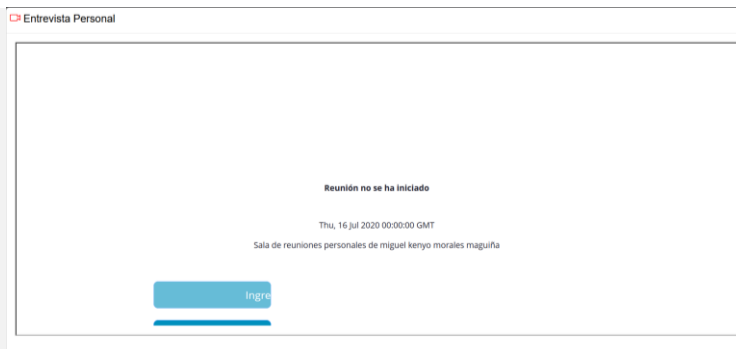 Entrevista Personal
Reunión no se ha iniciado
Thu, 16 Jul 2020 00:00:00 GMT
Sala de reuniones personales de miguel kenyo morales maguiña
Ingre